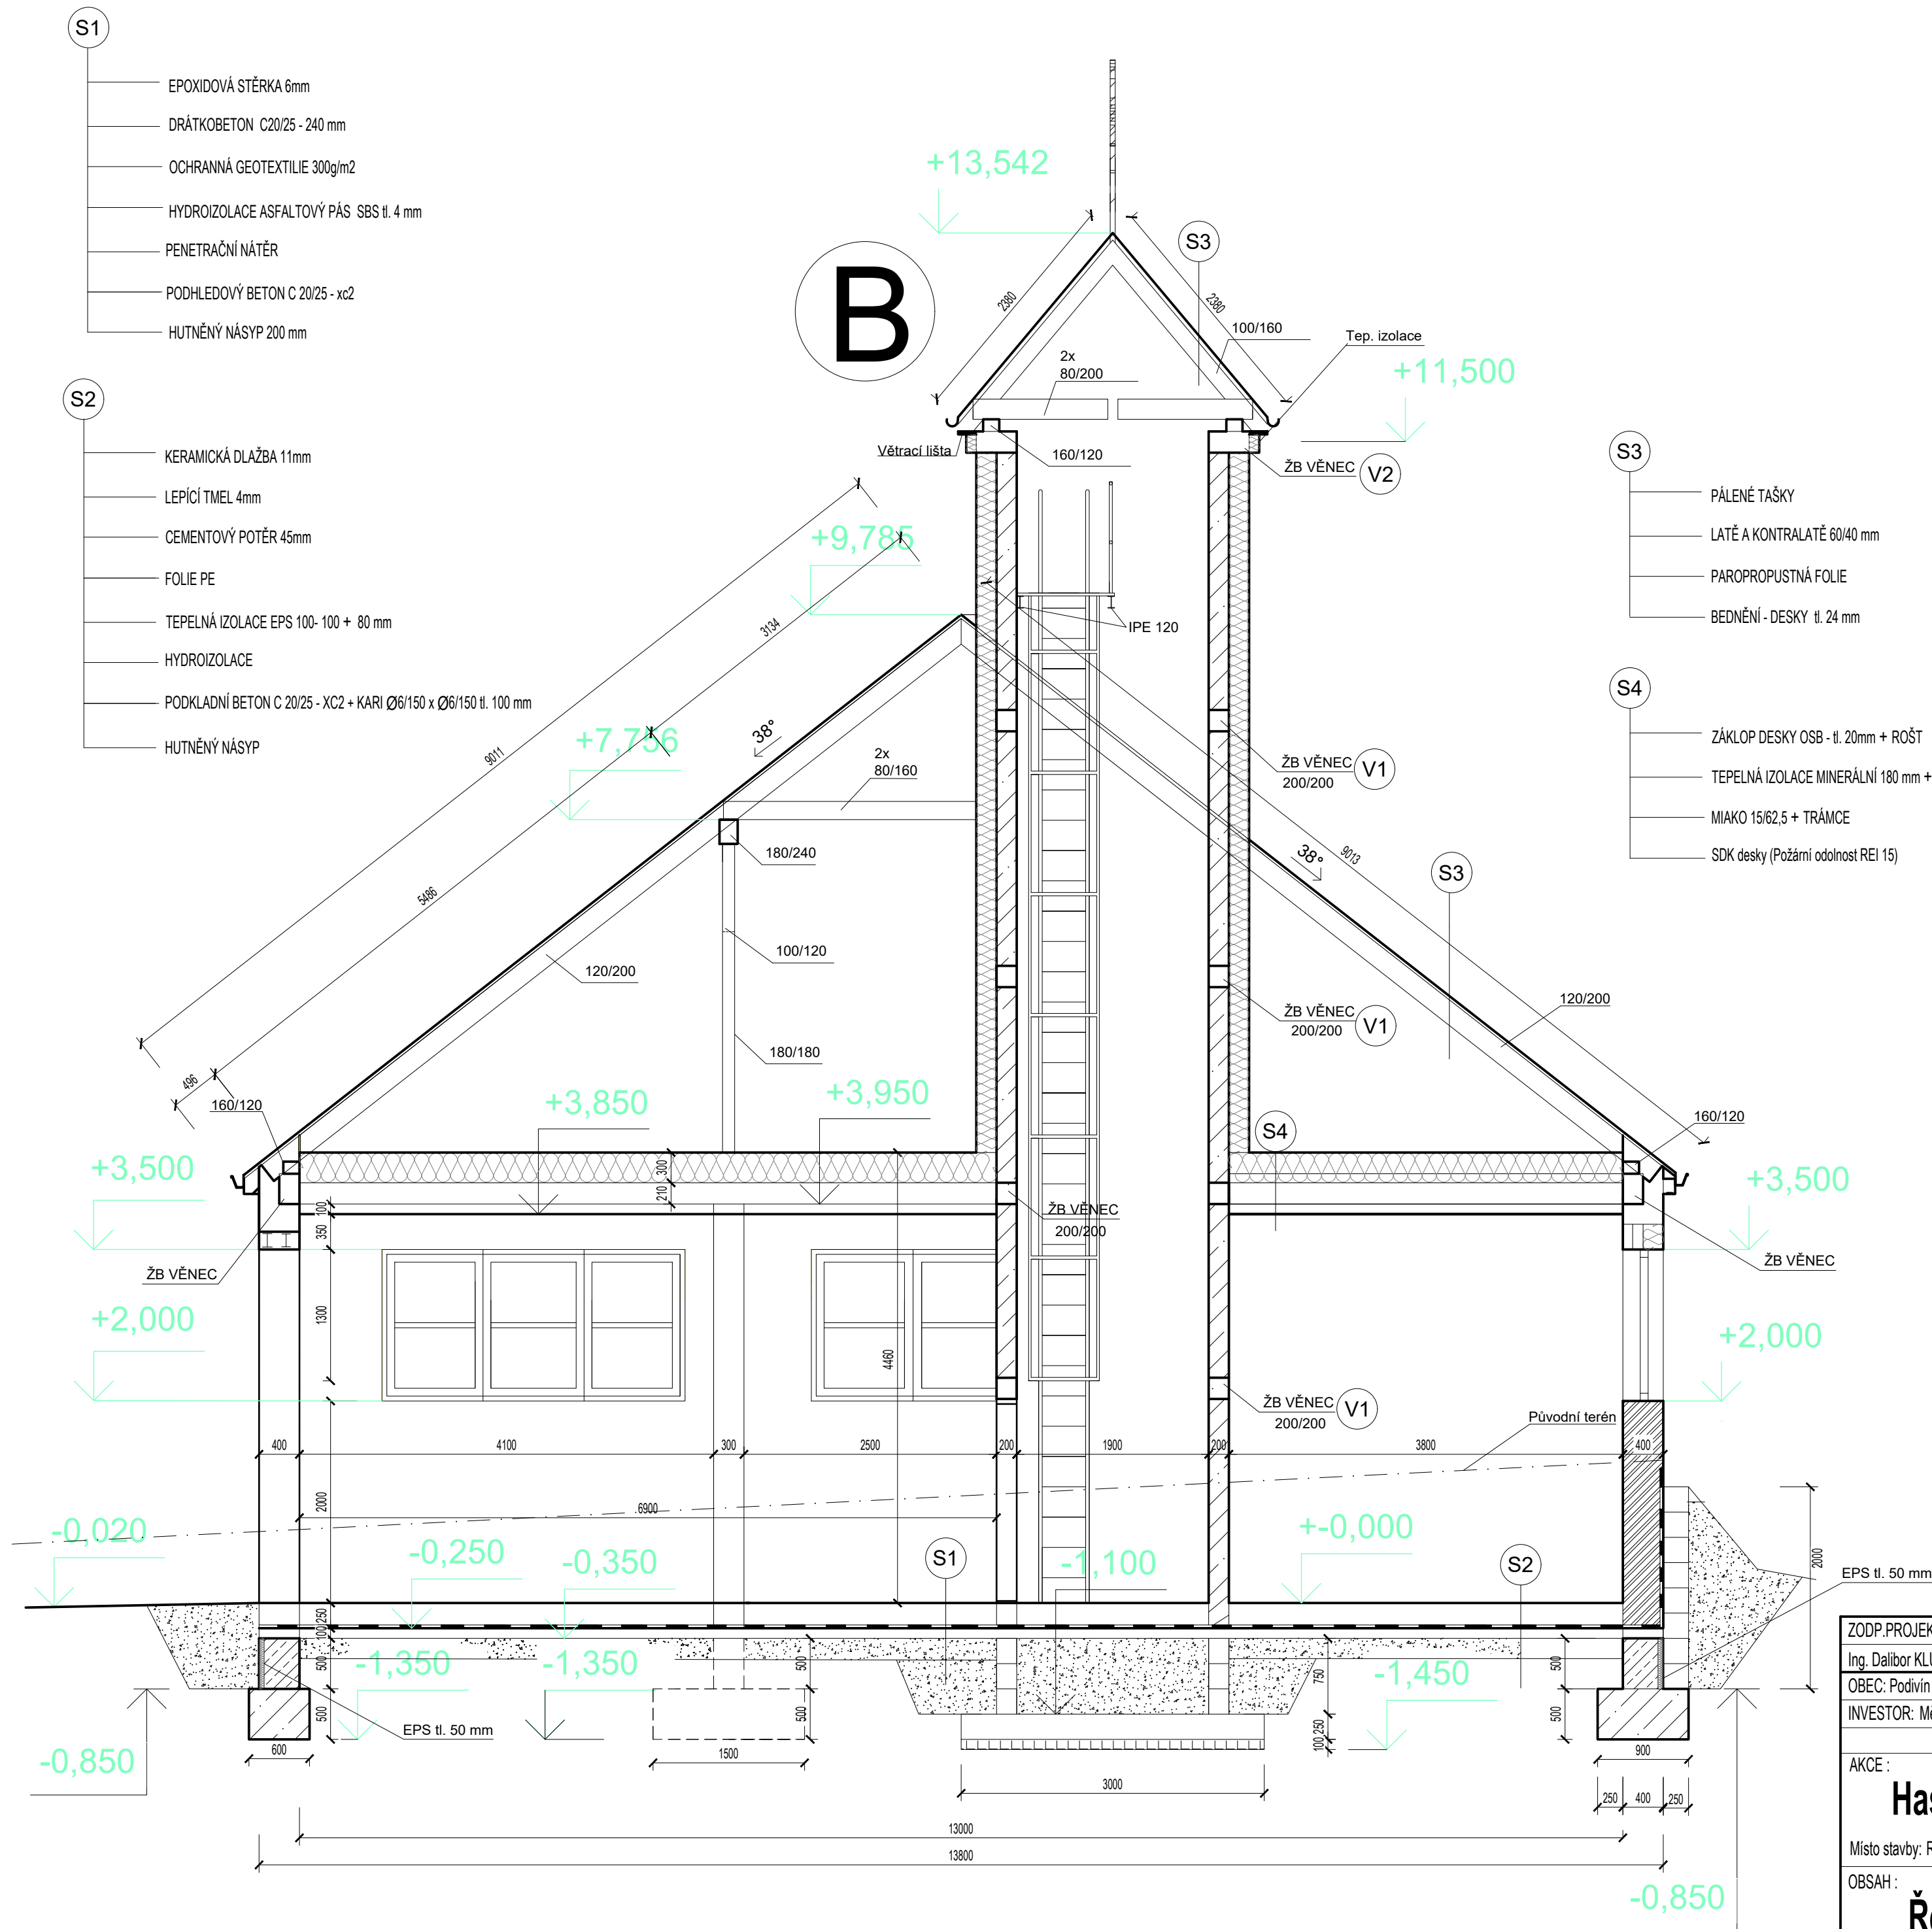 S1
EPOXIDOVÁ STĚRKA 6mm
DRÁTKOBETON C20/25 - 240 mm
OCHRANNÁ GEOTEXTILIE 300g/m2
HYDROIZOLACE ASFALTOVÝ PÁS SBS tl. 4 mm
PENETRAČNÍ NÁTĚR
PODHLEDOVÝ BETON C 20/25 - xc2
HUTNĚNÝ NÁSYP 200 mm
S2
KERAMICKÁ DLAŽBA 11mm
LEPÍCÍ TMEL 4mm
CEMENTOVÝ POTĚR 45mm
FOLIE PE
TEPELNÁ IZOLACE EPS 100- 100 + 80 mm
HYDROIZOLACE
PODKLADNÍ BETON C 20/25 - XC2 + KARI Ø6/150 x Ø6/150 tl. 100 mm
HUTNĚNÝ NÁSYP
B
+13,542
S3
2380
2380
100/160
Tep. izolace
2x
80/200
+11,500
Větrací lišta
160/120
ŽB VĚNEC
V2
S3
PÁLENÉ TAŠKY
LATĚ A KONTRALATĚ 60/40 mm
PAROPROPUSTNÁ FOLIE
BEDNĚNÍ - DESKY tl. 24 mm
S4
ZÁKLOP DESKY OSB - tl. 20mm + ROŠT
TEPELNÁ IZOLACE MINERÁLNÍ 180 mm +
MIAKO 15/62,5 + TRÁMCE
SDK desky (Požární odolnost REI 15)
+9,785
3134
IPE 120
9011
+7,756
38°
2x
80/160
ŽB VĚNEC
200/200
V1
180/240
38°
9013
S3
5486
100/120
120/200
120/200
ŽB VĚNEC
200/200
V1
180/180
496
160/120
+3,850
+3,950
S4
160/120
+3,500
300
210
100
350
+3,500
ŽB VĚNEC
200/200
ŽB VĚNEC
ŽB VĚNEC
+2,000
1300
4460
+2,000
ŽB VĚNEC
200/200
V1
Původní terén
400
4100
300
2500
200
1900
200
3800
400
2000
6900
-0,020
-0,250
-0,350
S1
-1,100
+-0,000
S2
2000
EPS tl. 50 mm
250
100
500
-1,350
-1,350
500
750
-1,450
500
500
500
250
100
500
EPS tl. 50 mm
-0,850
600
1500
3000
900
250
400
250
13000
13800
-0,850
ZODP.PROJEK
Ing. Dalibor KLU
OBEC: Podivín
INVESTOR: Mě
AKCE :
Has
Místo stavby:
OBSAH :
Ře